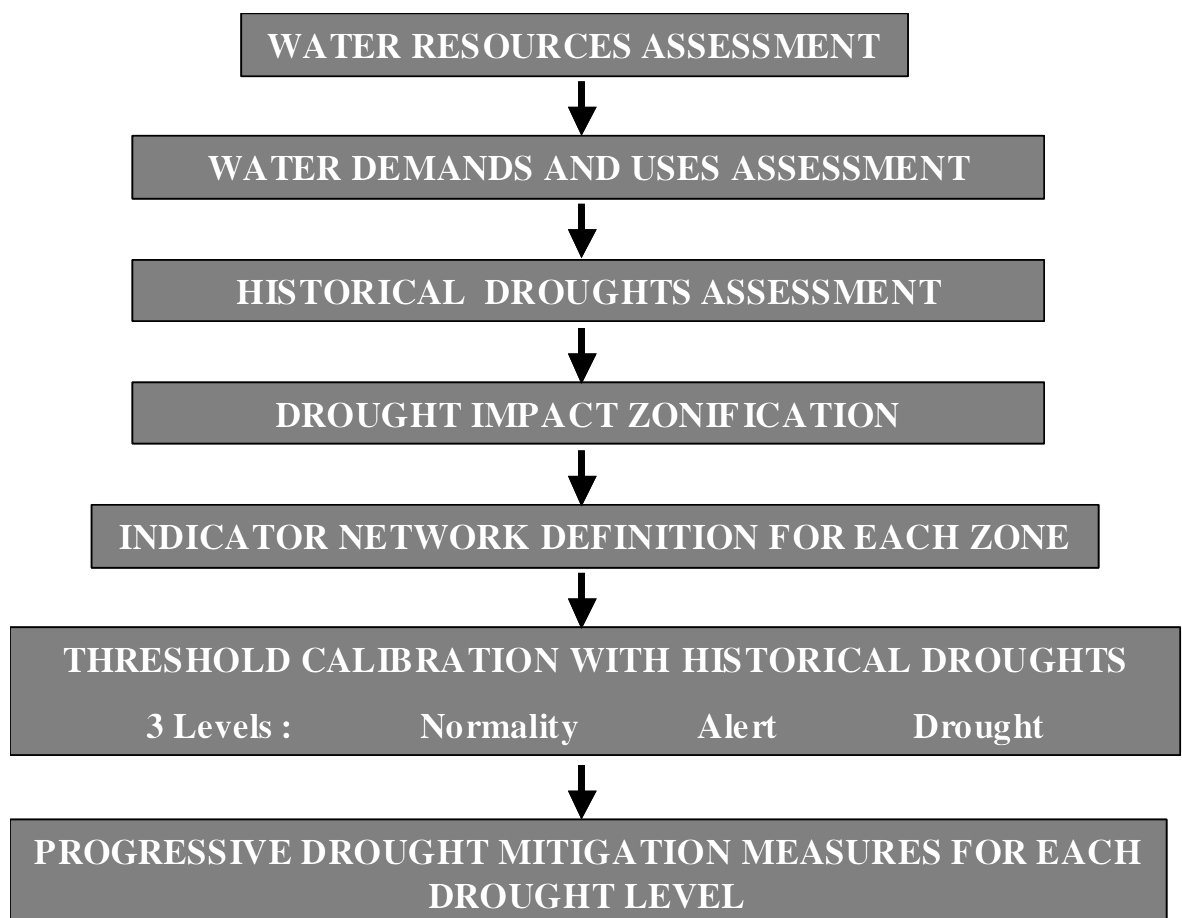 WATER RESOURCES ASSESSMENT
WATER DEMANDS AND USES ASSESSMENT
HISTORICAL DROUGHTS ASSESSMENT
DROUGHT IMPACT ZONIFICATION
INDICATOR NETWORK DEFINITION FOR EACH ZONE
THRESHOLD CALIBRATION WITH HISTORICAL DROUGHTS
3 Levels : Normality Alert Drought
PROGRESSIVE DROUGHT MITIGATION MEASURES FOR EACH
DROUGHT LEVEL